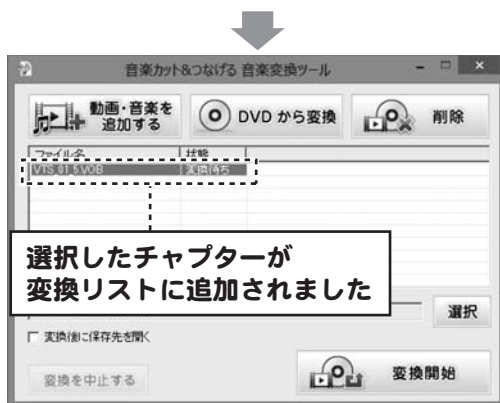 音楽カット&つなげる 音楽変換ツール
動画・音楽を
追加する
DVD から変換
削除
ファイル名 状態
VTS_01_5.VOB 変換待ち
選択したチャプターが
変換リストに追加されました
選択
変換後に保存先を開く
変換を中止する
変換開始